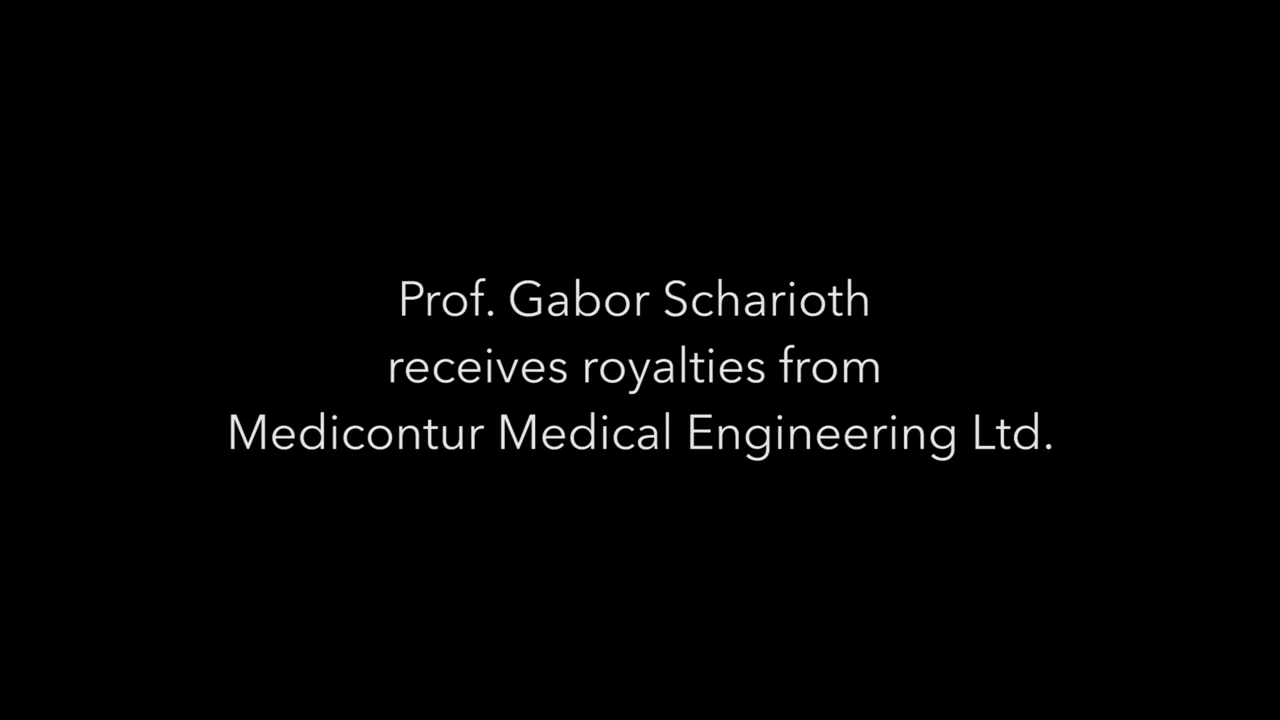 Prof. Gabor Scharioth
receives royalties from
Medicontur Medical Engineering Ltd.